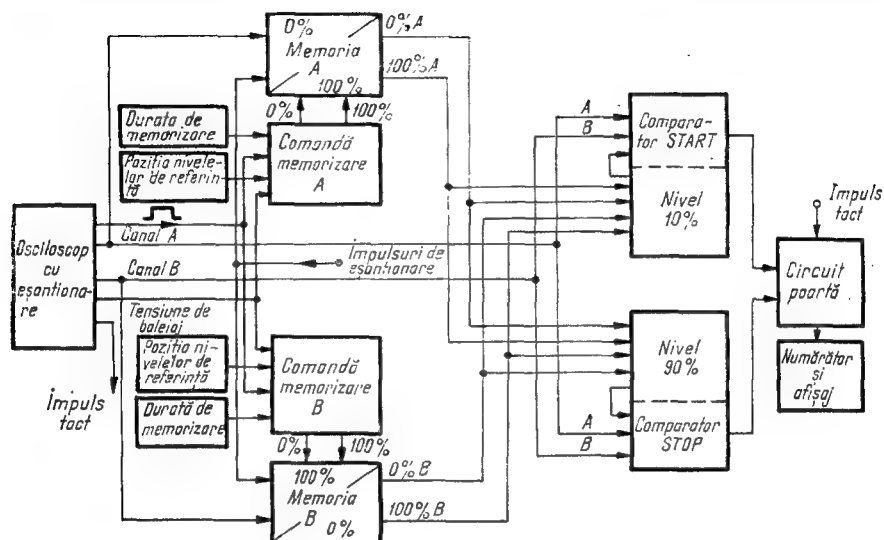 0%
Memoria
A
100%
0% A
100% A
0%
100%
Durata de
memorizare
Poziția nivele-
lor de referin-
tă
Comandă
memorizare
A
Osciloscop
cu
eșantiona-
re
Canal A
Canal B
Tensiune de
baleiaj
Impuls
tact
Impulsuri de
eșantionare
Poziția ni-
velelor de
referință
Durată de
memorizare
Comandă
memorizare
B
0%
100%
100%
Memoria
B
0%
0% B
100% B
A
B
Compara-
tor START
Nivel
10%
Impuls
tact
Circuit
poartă
Numărător
și
afișaj
Nivel
90%
A
B
Comparator
STOP